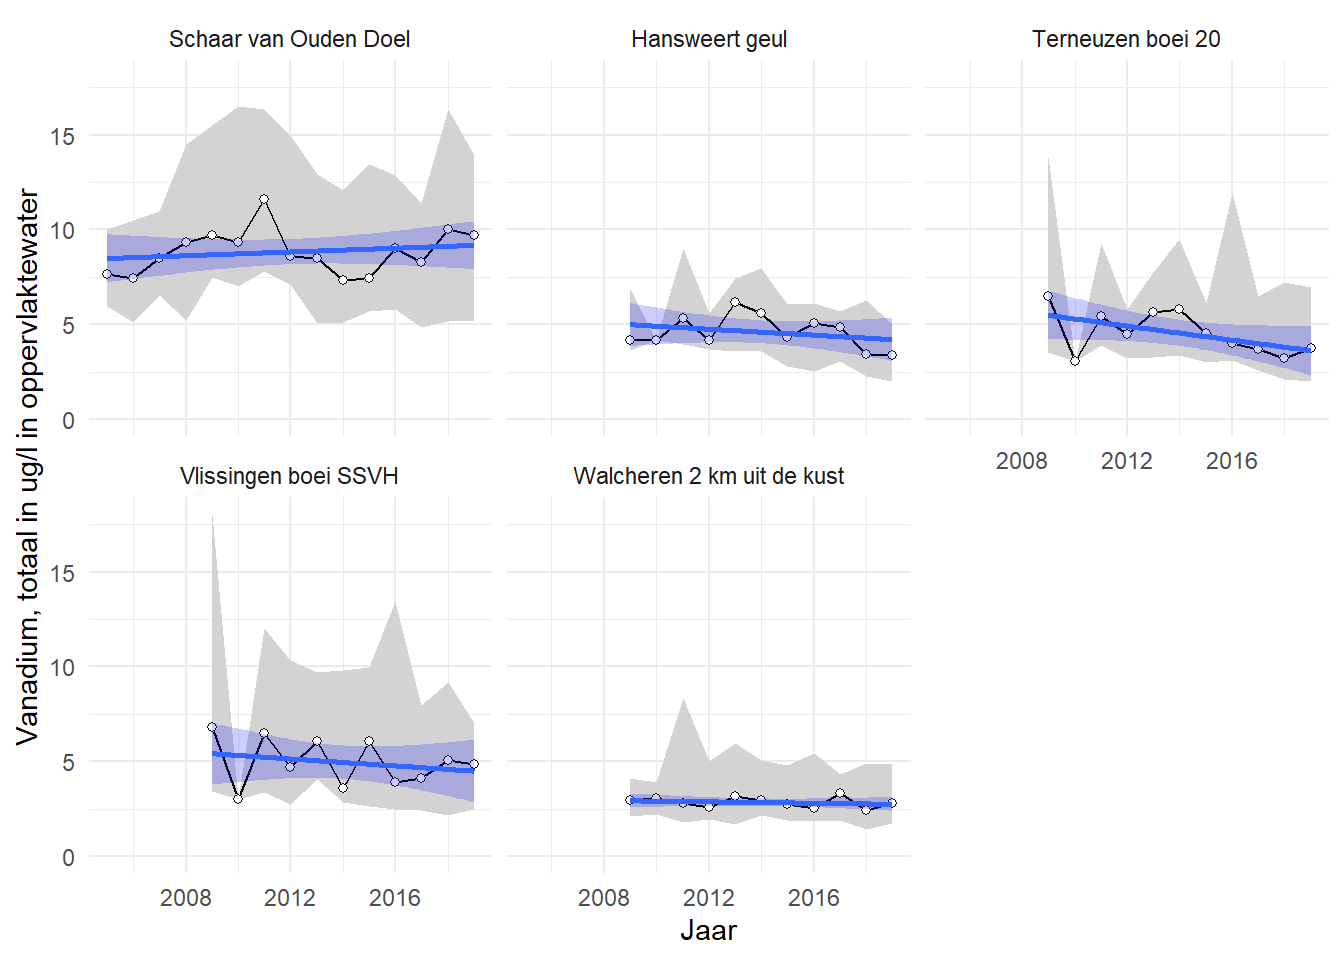 Schaar van Ouden Doel
Hansweert geul
Terneuzen boei 20
15
10
5
0
2008 2012 2016
Vlissingen boei SSVH
Walcheren 2 km uit de kust
15
10
5
0
2008 2012 2016
2008 2012 2016
Jaar
Vanadium, totaal in ug/l in oppervlaktewater